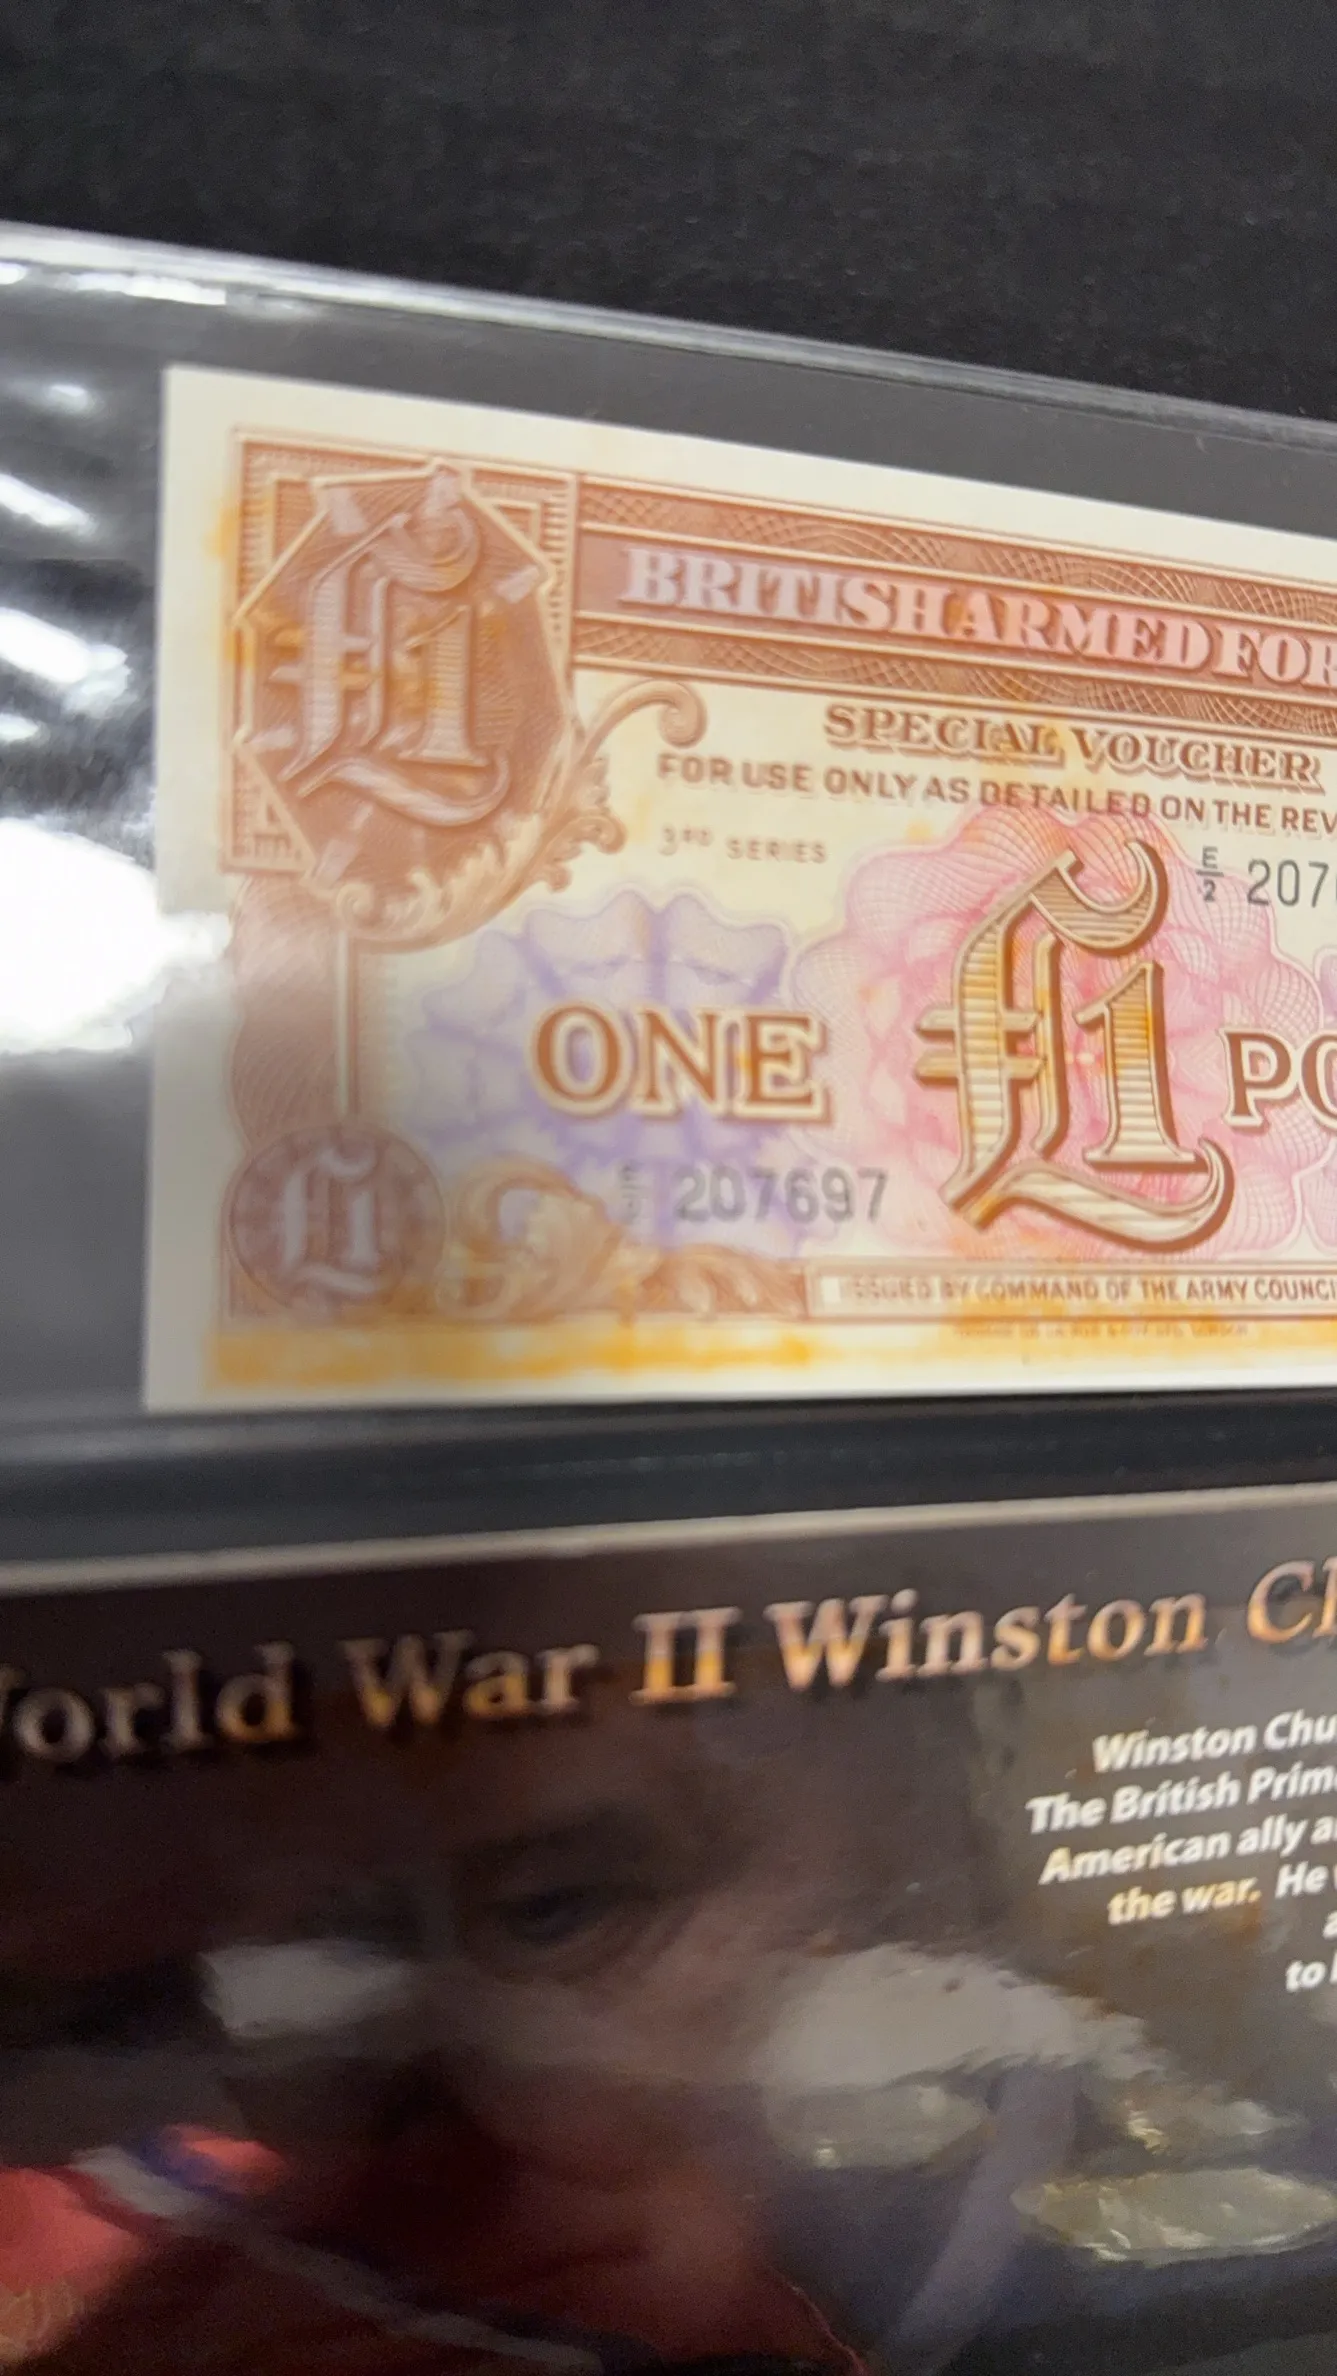 £1
BRITISH ARMED FOR
SPECIAL VOUCHER
FOR USE ONLY AS DETAILED ON THE REV
3RD SERIES
E/2 207
ONE £1 PO
207697
£1
ISSUED BY COMMAND OF THE ARMY COUNCI
World War II Winston Ch
Winston Chu
The British Prim
American ally a
the war. He
a
to